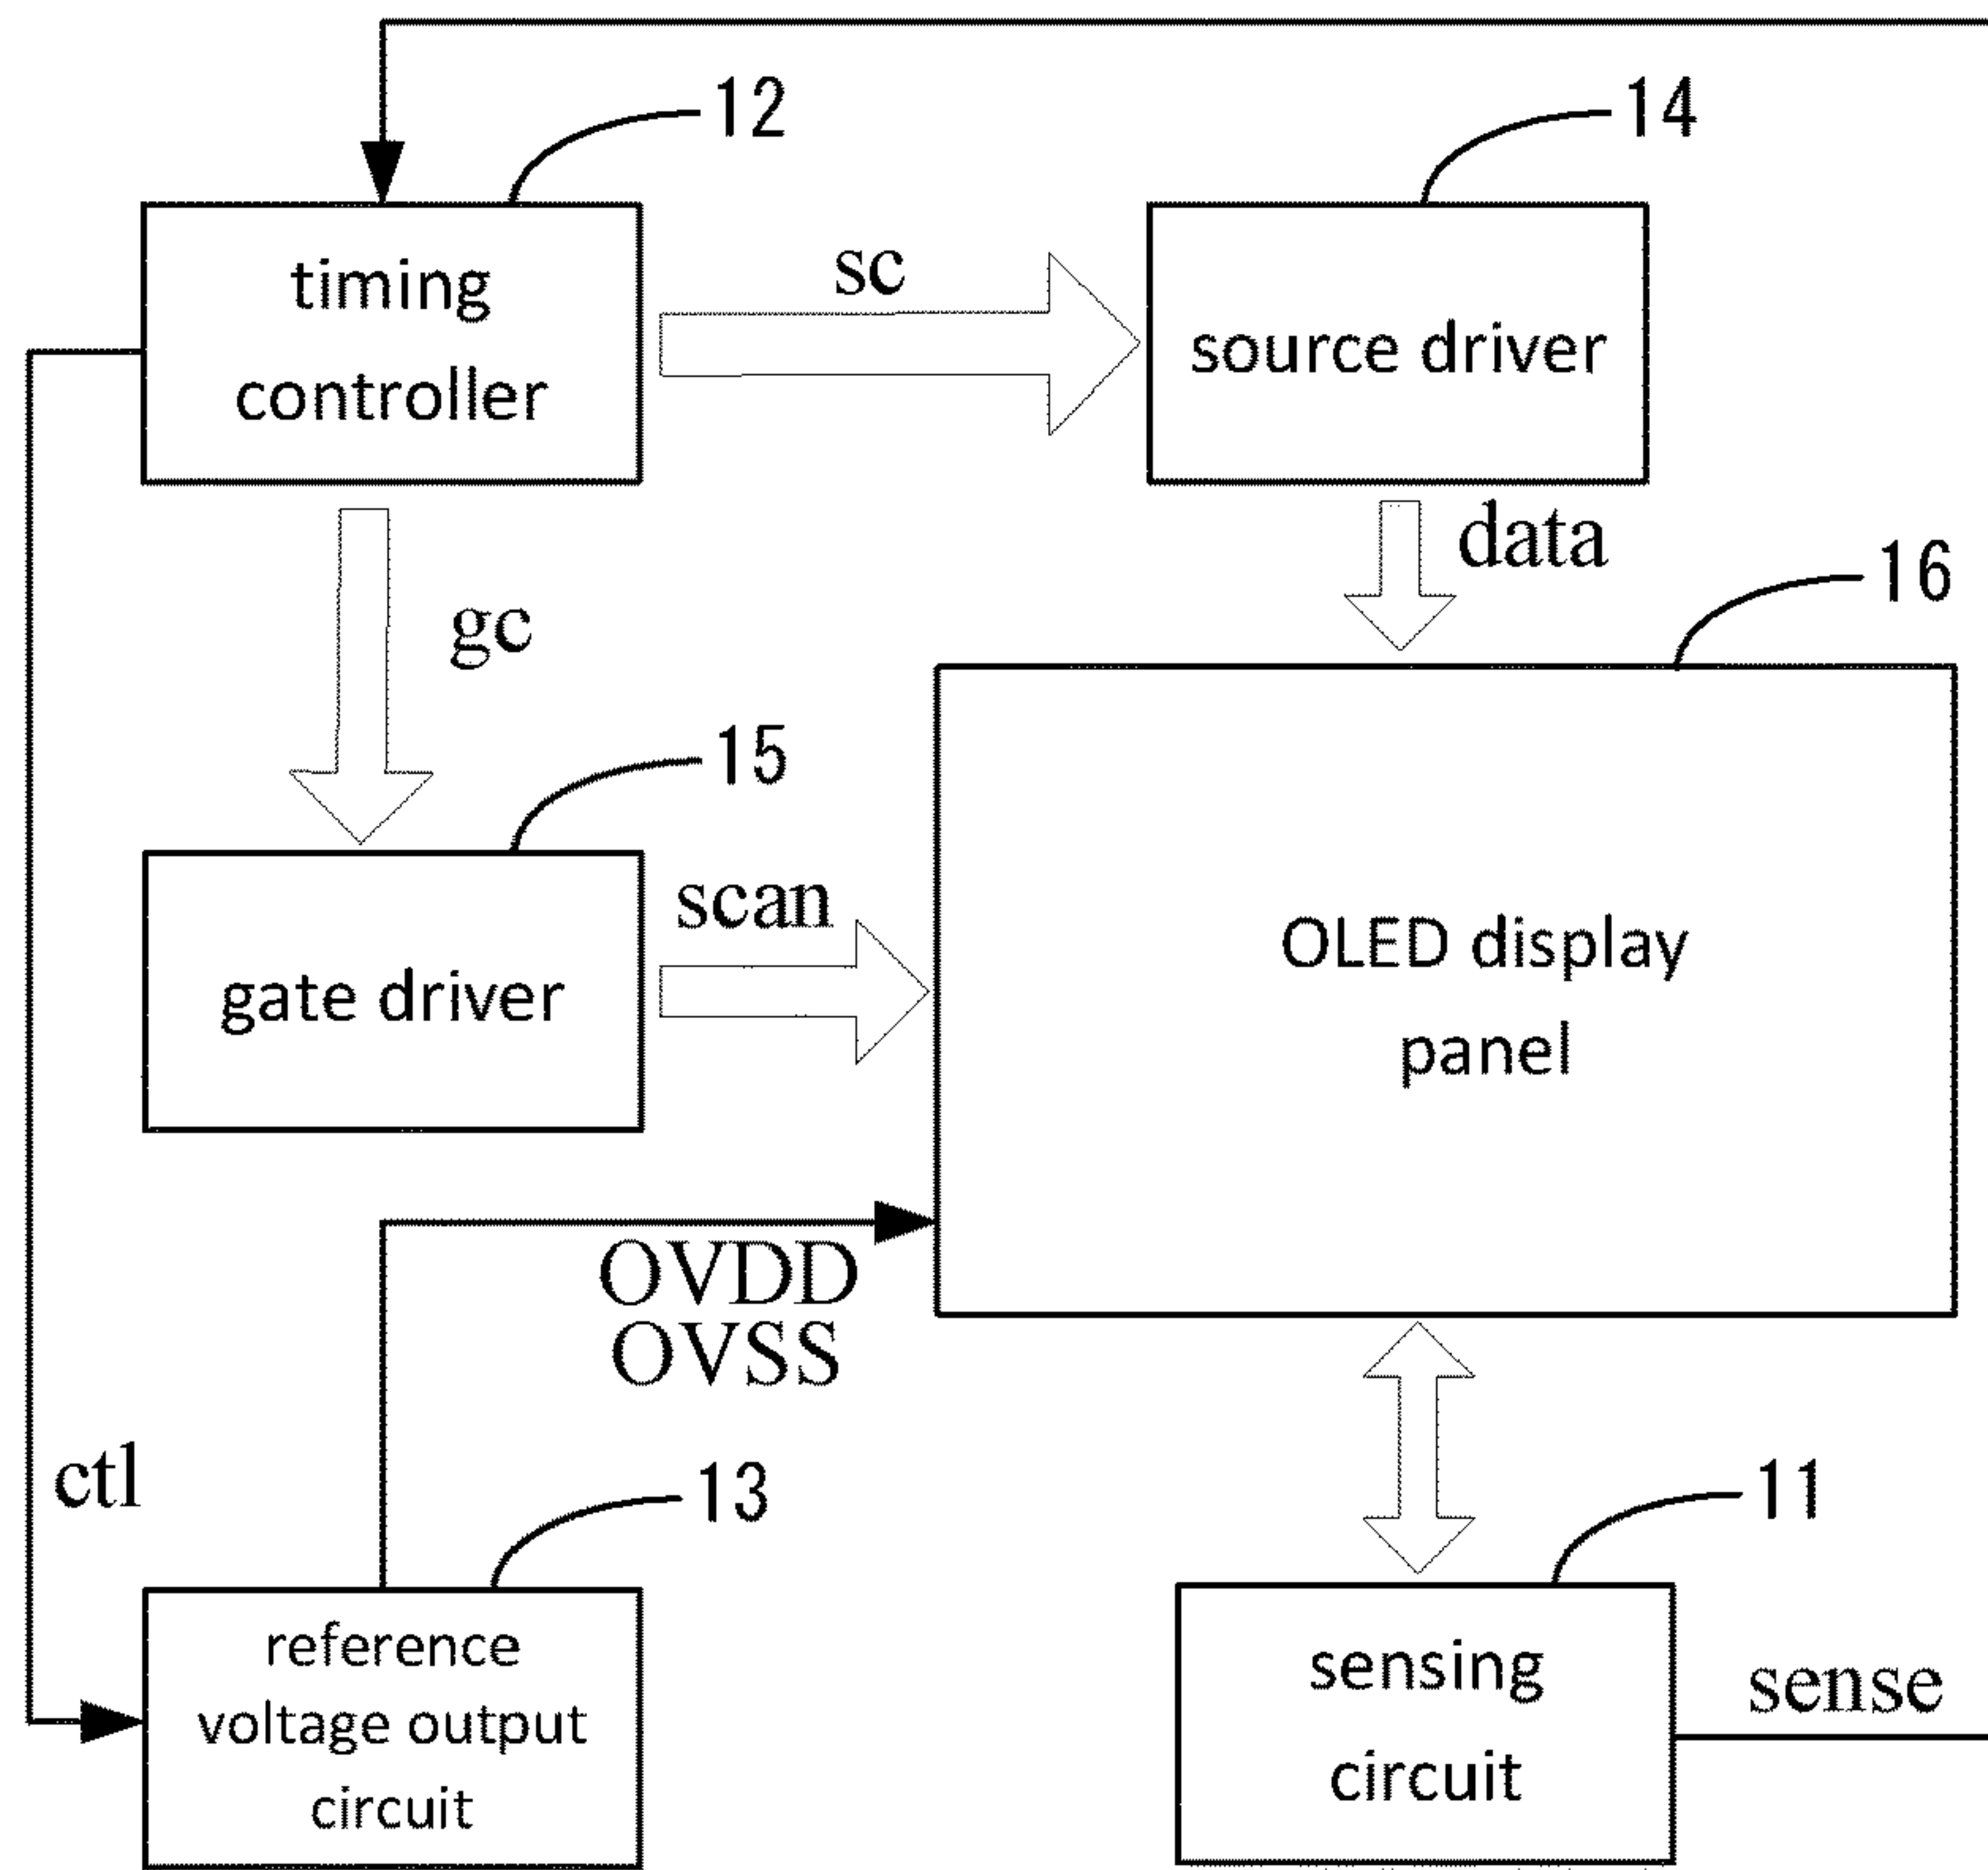 12
14
timing
controller
sc
source driver
data
16
gc
15
gate driver
scan
OLED display
panel
OVDD
OVSS
ctl
13
11
reference
voltage output
circuit
sensing
circuit
sense